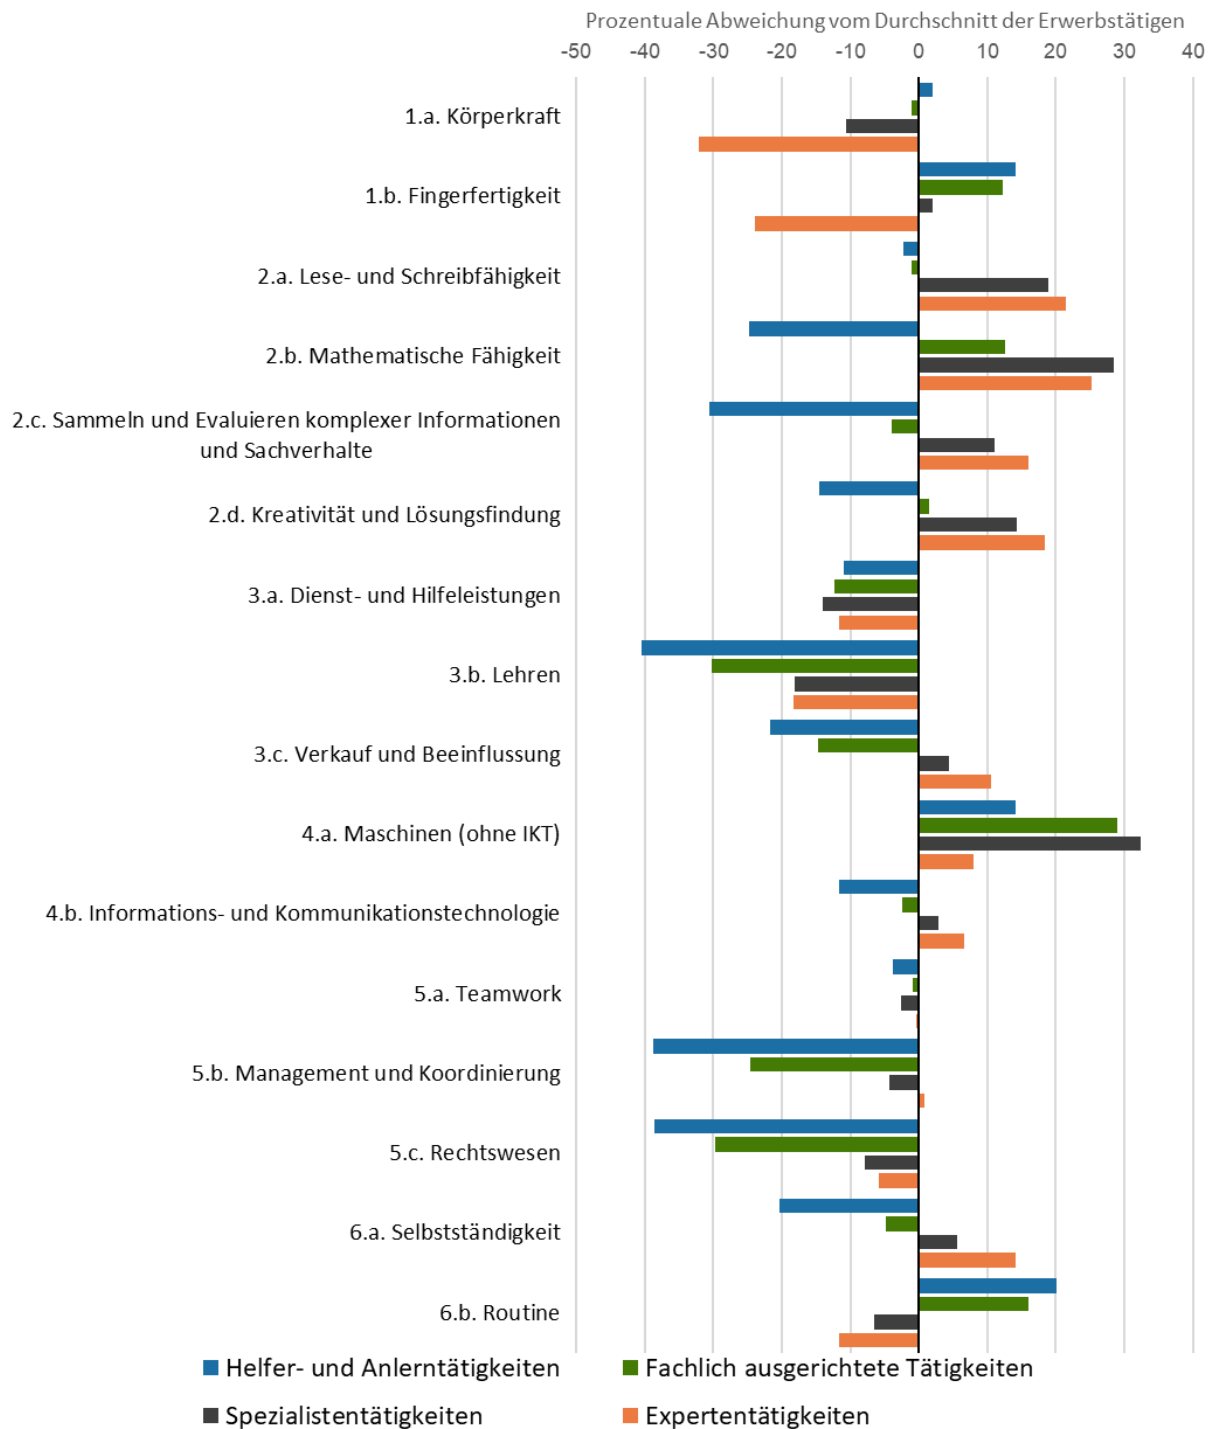 Prozentuale Abweichung vom Durchschnitt der Erwerbstätigen
-50 -40 -30 -20 -10 0 10 20 30 40
1.a. Körperkraft
1.b. Fingerfertigkeit
2.a. Lese- und Schreibfähigkeit
2.b. Mathematische Fähigkeit
2.c. Sammeln und Evaluieren komplexer Informationen
und Sachverhalte
2.d. Kreativität und Lösungsfindung
3.a. Dienst- und Hilfeleistungen
3.b. Lehren
3.c. Verkauf und Beeinflussung
4.a. Maschinen (ohne IKT)
4.b. Informations- und Kommunikationstechnologie
5.a. Teamwork
5.b. Management und Koordinierung
5.c. Rechtswesen
6.a. Selbstständigkeit
6.b. Routine
Helfer- und Anlerntätigkeiten Fachlich ausgerichtete Tätigkeiten
Spezialistentätigkeiten Expertentätigkeiten